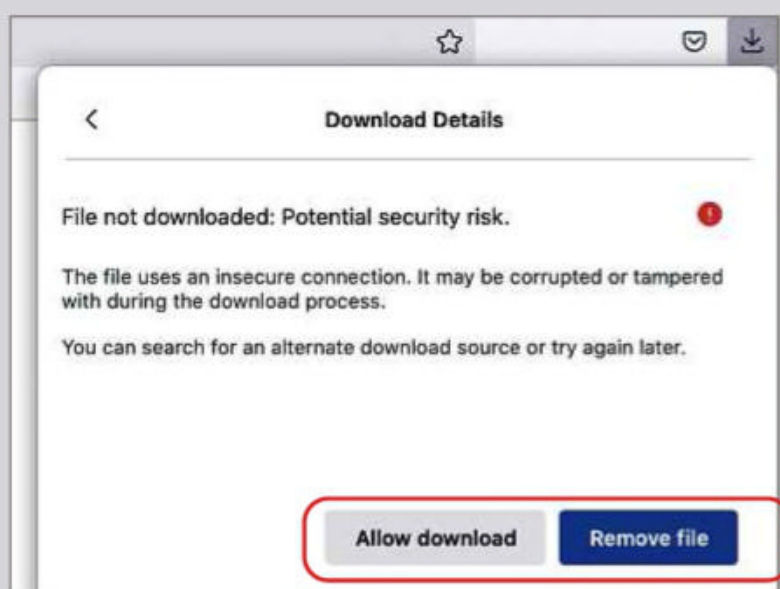 Download Details
File not downloaded: Potential security risk.
The file uses an insecure connection. It may be corrupted or tampered
with during the download process.
You can search for an alternate download source or try again later.
Allow download
Remove file